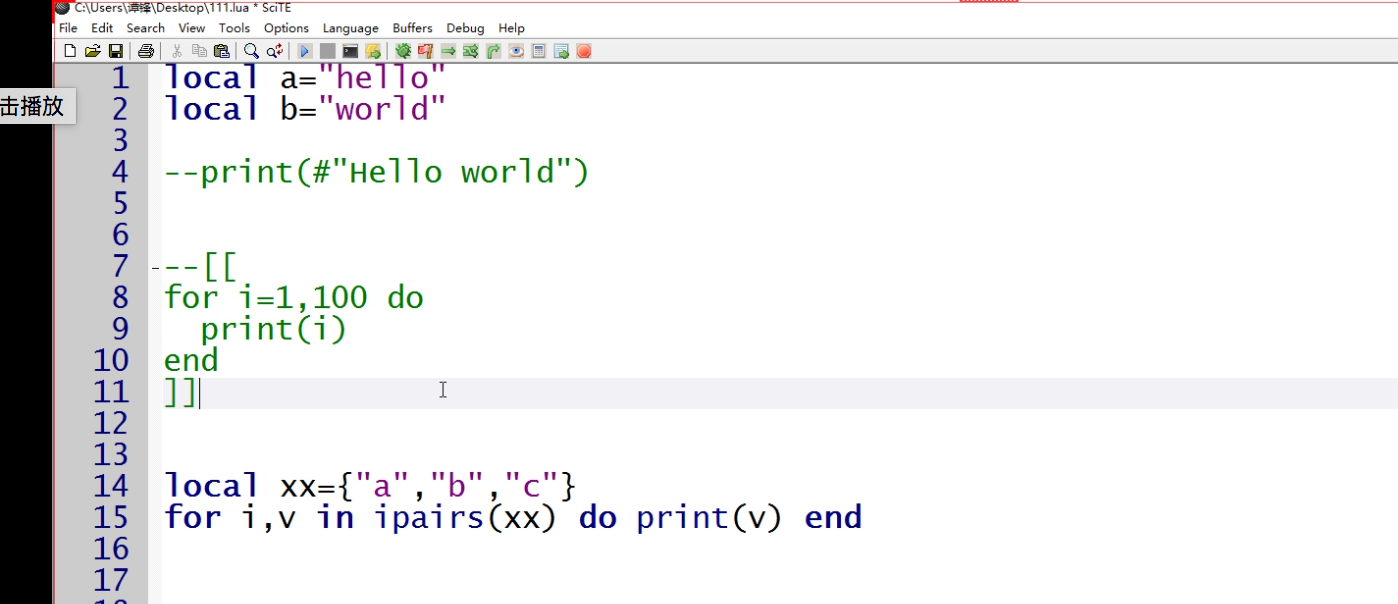 C:\Users\谭锋\Desktop\111.lua * SciTE
File Edit Search View Tools Options Language Buffers Debug Help
击播放
1 local a="hello"
2 local b="world"
3
4 --print(#"Hello world")
5
6
7 --[[
8 for i=1,100 do
9 print(i)
10 end
11 ]]
12
13
14 local xx={"a","b","c"}
15 for i,v in ipairs(xx) do print(v) end
16
17